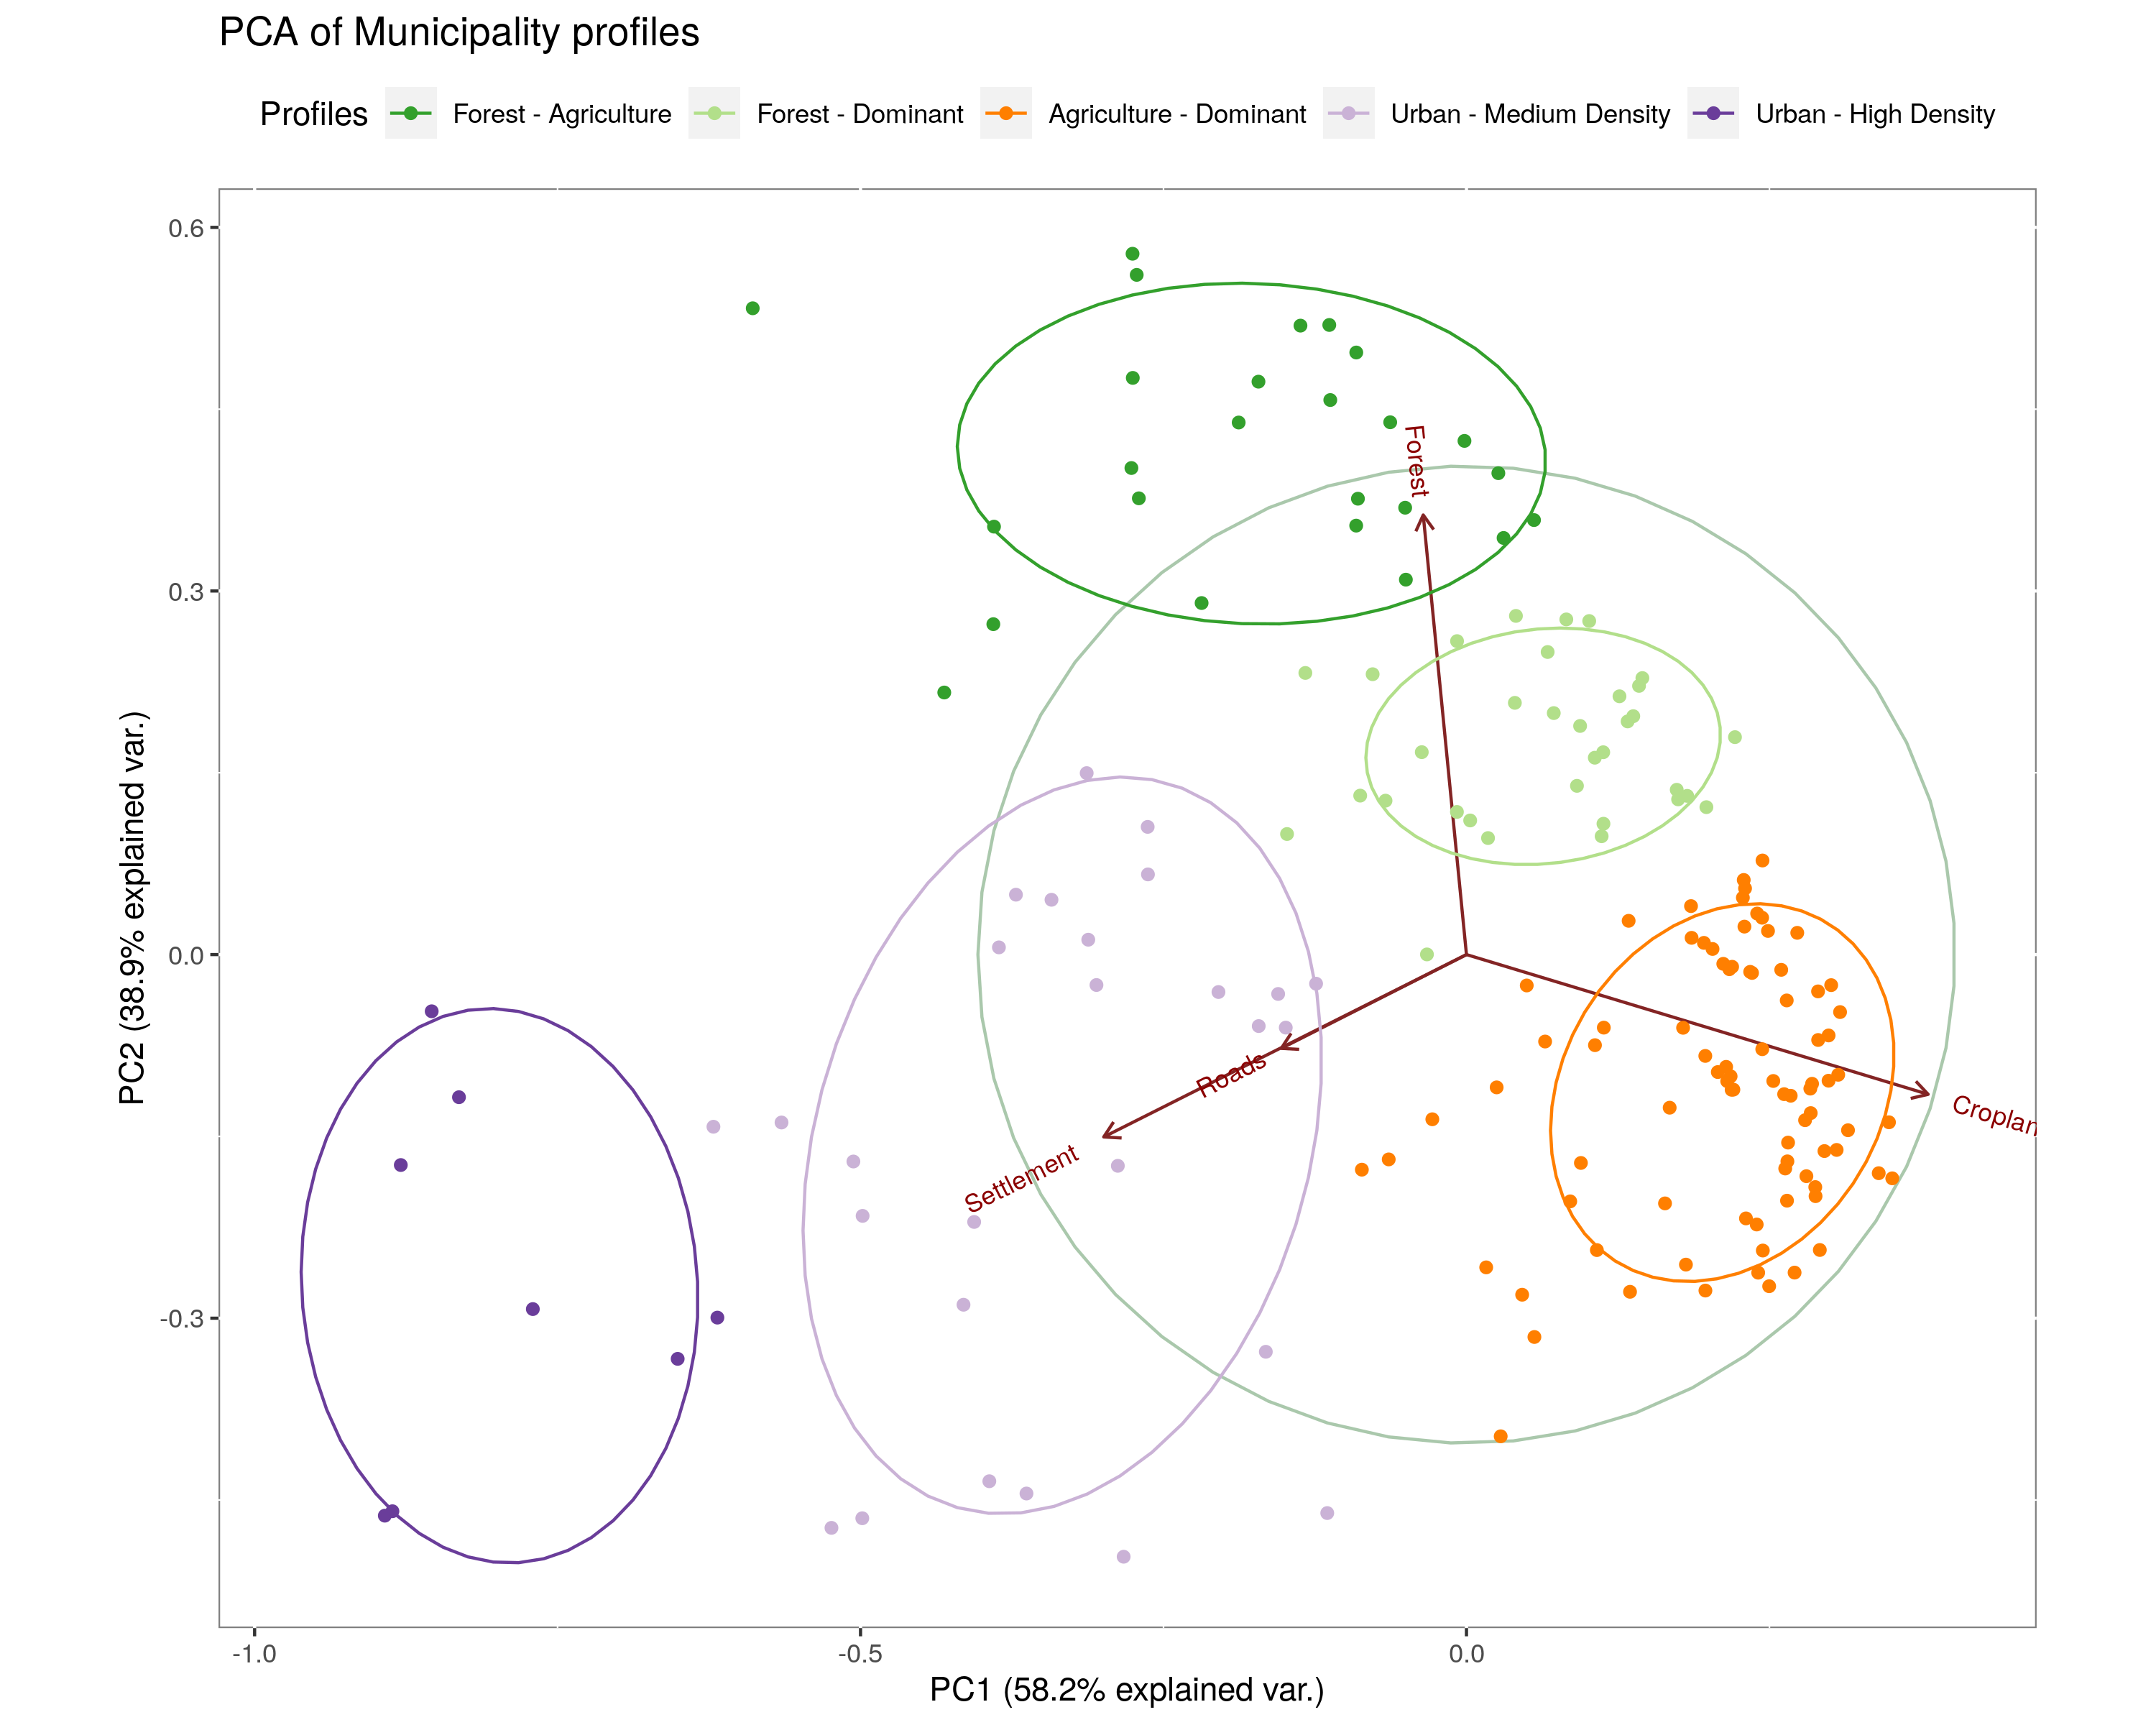 PCA of Municipality profiles
Profiles Forest - Agriculture Forest - Dominant Agriculture - Dominant Urban - Medium Density Urban - High Density
0.6
0.3
0.0
-0.3
PC2 (38.9% explained var.)
Forest
Roads
Settlement
Croplan
-1.0 -0.5 0.0
PC1 (58.2% explained var.)